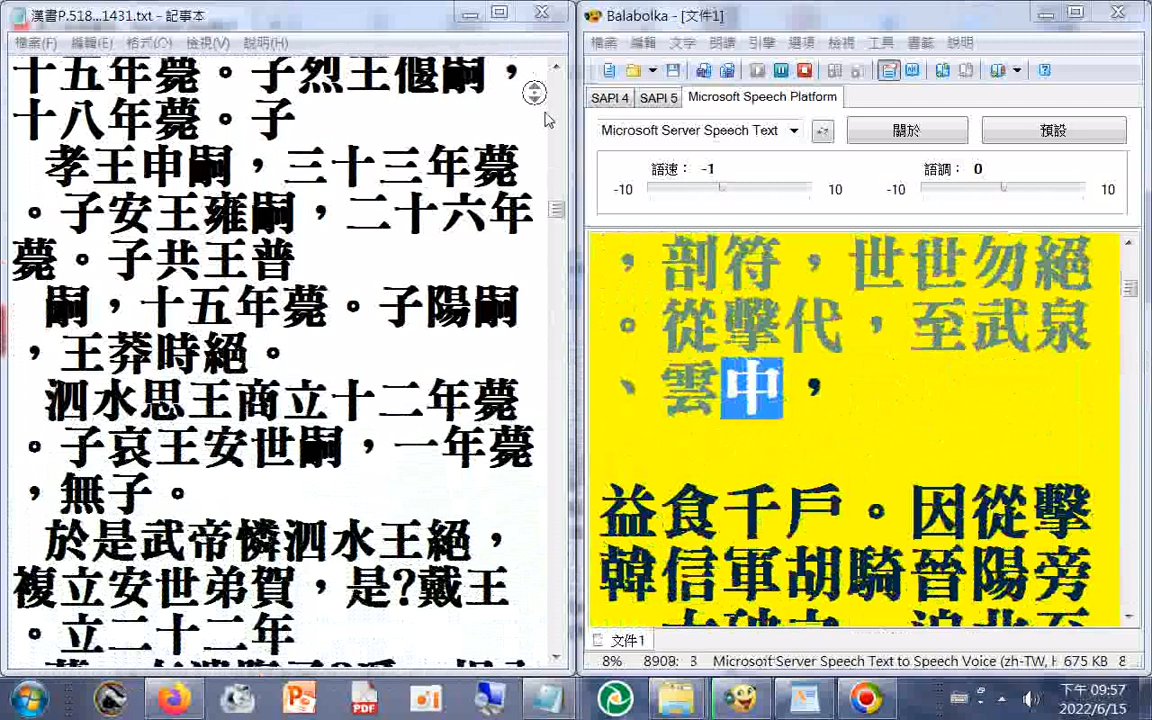 漢書P.518...1431.txt - 記事本
檔案(F) 編輯(E) 格式(O) 檢視(V) 說明(H)
十五年薨。子烈王偃嗣，
十八年薨。子
孝王申嗣，三十三年薨
。子安王雍嗣，二十六年
薨。子共王普
嗣，十五年薨。子陽嗣
，王莽時絕。
泗水思王商立十二年薨
。子哀王安世嗣，一年薨
，無子。
於是武帝憐泗水王絕，
複立安世弟賀，是?戴王
。立二十二年
Balabolka - [文件1]
檔案 編輯 文字 朗讀 引擎 選項 檢視 工具 書籤 說明
SAPI 4 SAPI 5 Microsoft Speech Platform
Microsoft Server Speech Text 關於 預設
語速： -1 語調： 0
-10 10 -10 10
，剖符，世世勿絕
。從擊代，至武泉
、雲中，
益食千戶。因從擊
韓信軍胡騎晉陽旁
文件1
8% 8908: 3 Microsoft Server Speech Text to Speech Voice (zh-TW, H 675 KB 8
下午 09:57
2022/6/15